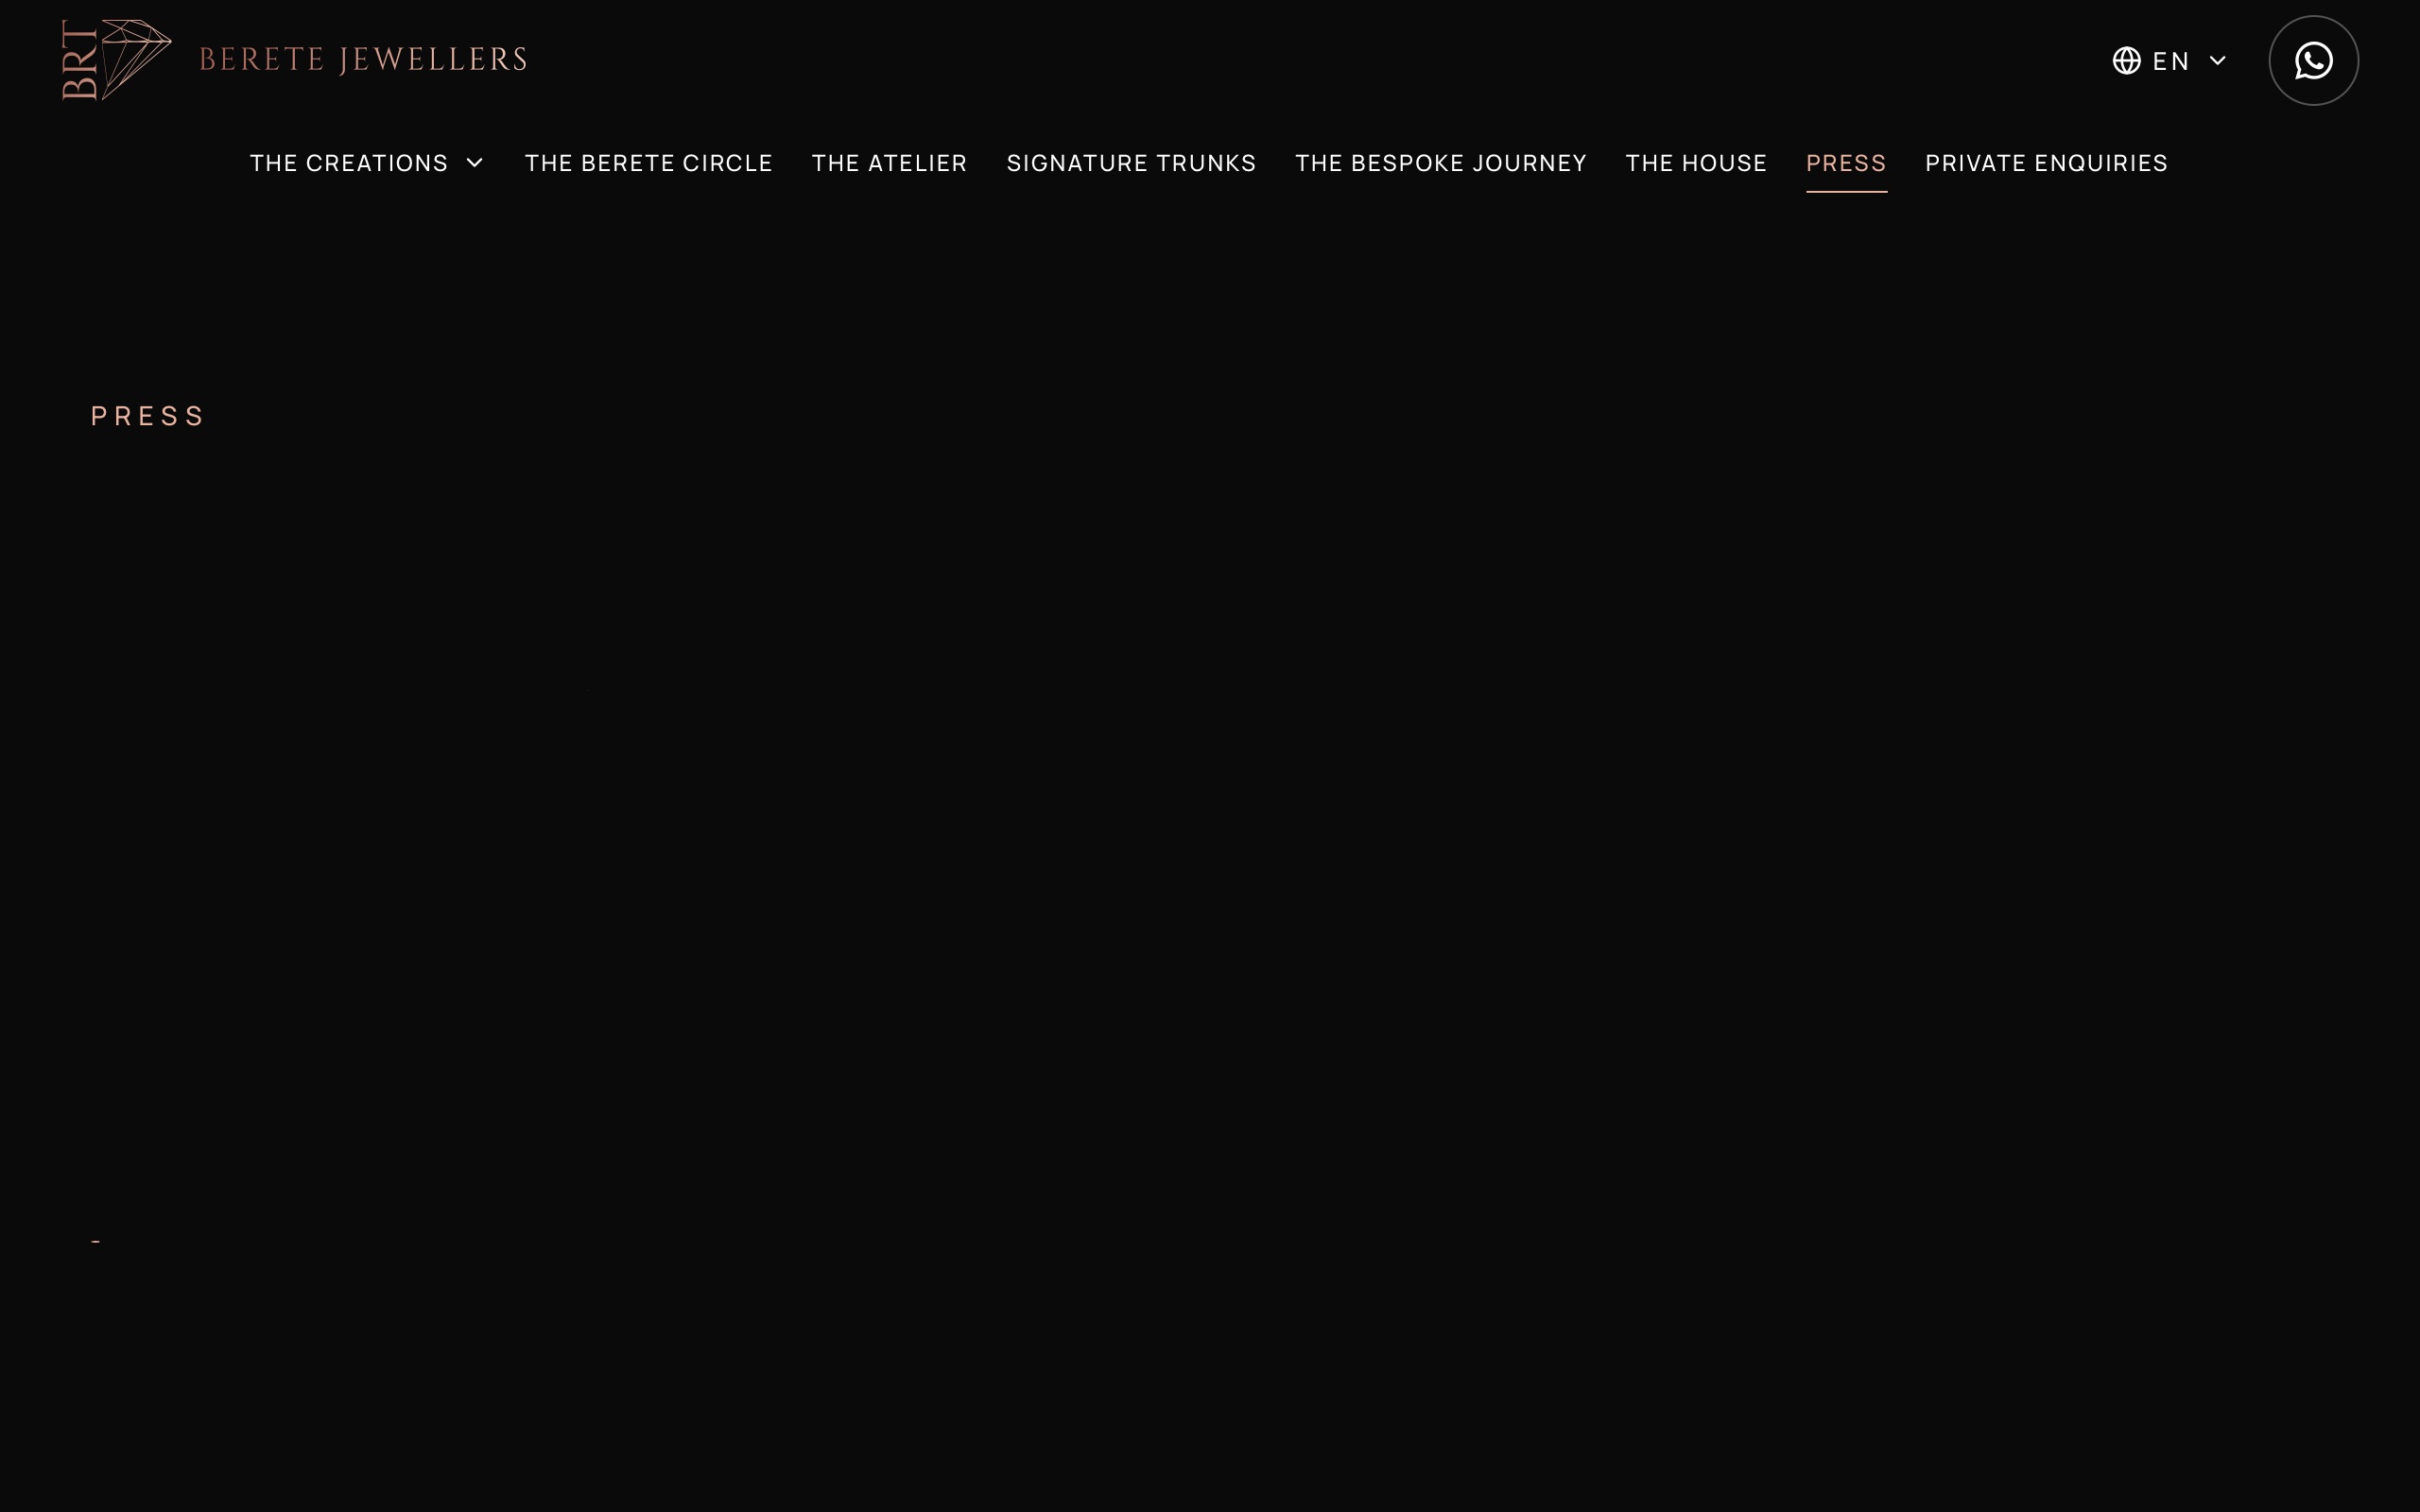 BRT
BERETE JEWELLERS
EN
THE CREATIONS THE BERETE CIRCLE THE ATELIER SIGNATURE TRUNKS THE BESPOKE JOURNEY THE HOUSE PRESS PRIVATE ENQUIRIES
PRESS